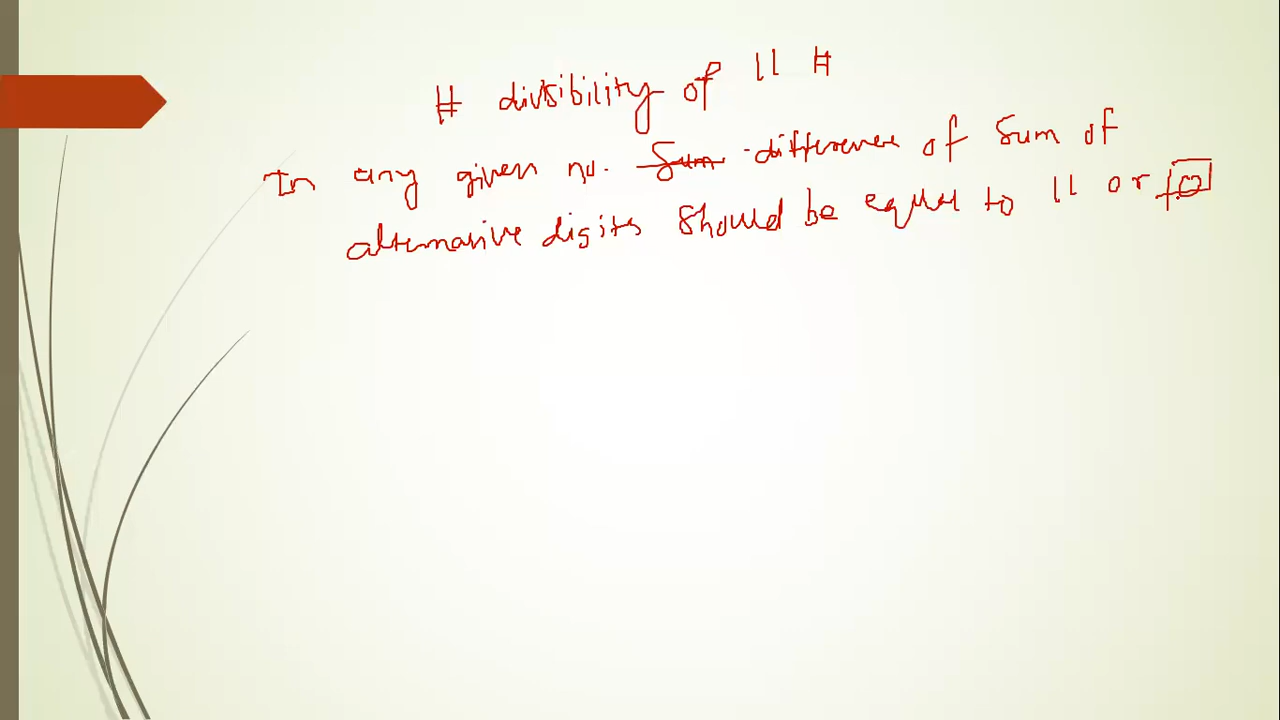 # divisibility of 11 #
In any given no. Sum difference of sum of
alternative digits should be equal to 11 or 0